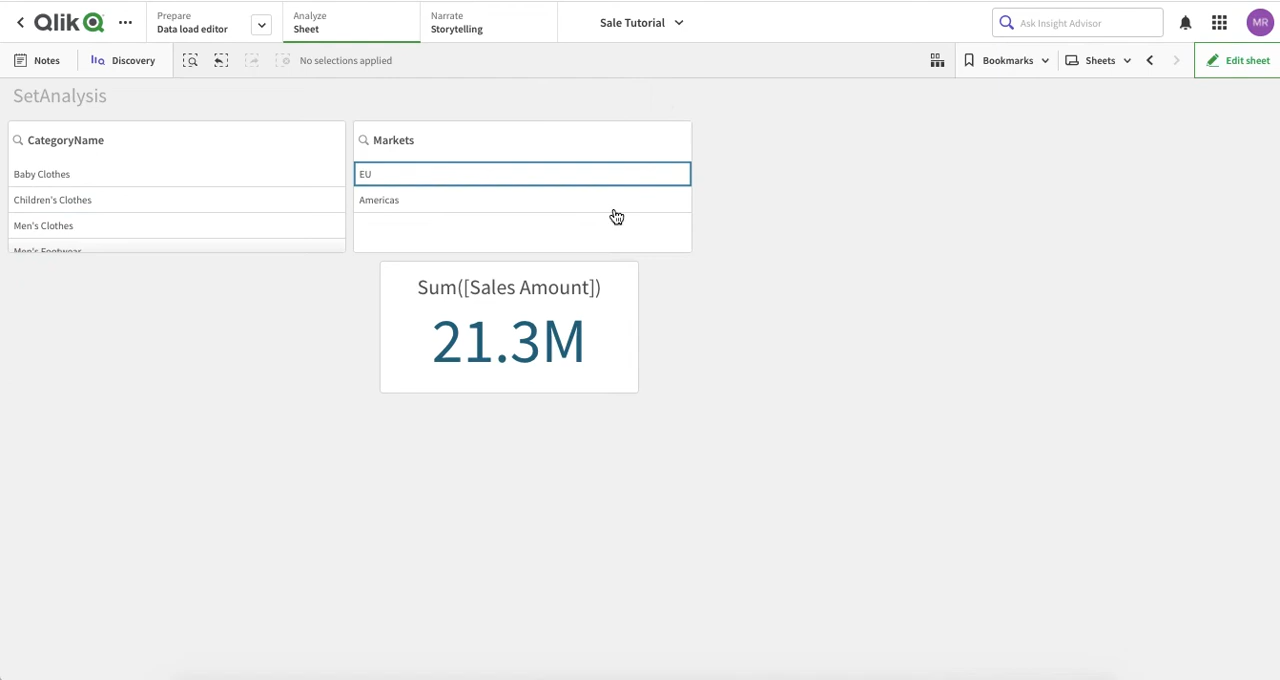 Qlik
Prepare
Data load editor
Analyze
Sheet
Narrate
Storytelling
Sale Tutorial
Ask Insight Advisor
MR
Notes
Discovery
No selections applied
Bookmarks
Sheets
Edit sheet
SetAnalysis
CategoryName
Markets
Baby Clothes
EU
Children's Clothes
Americas
Men's Clothes
Men's Footwear
Sum([Sales Amount])
21.3M